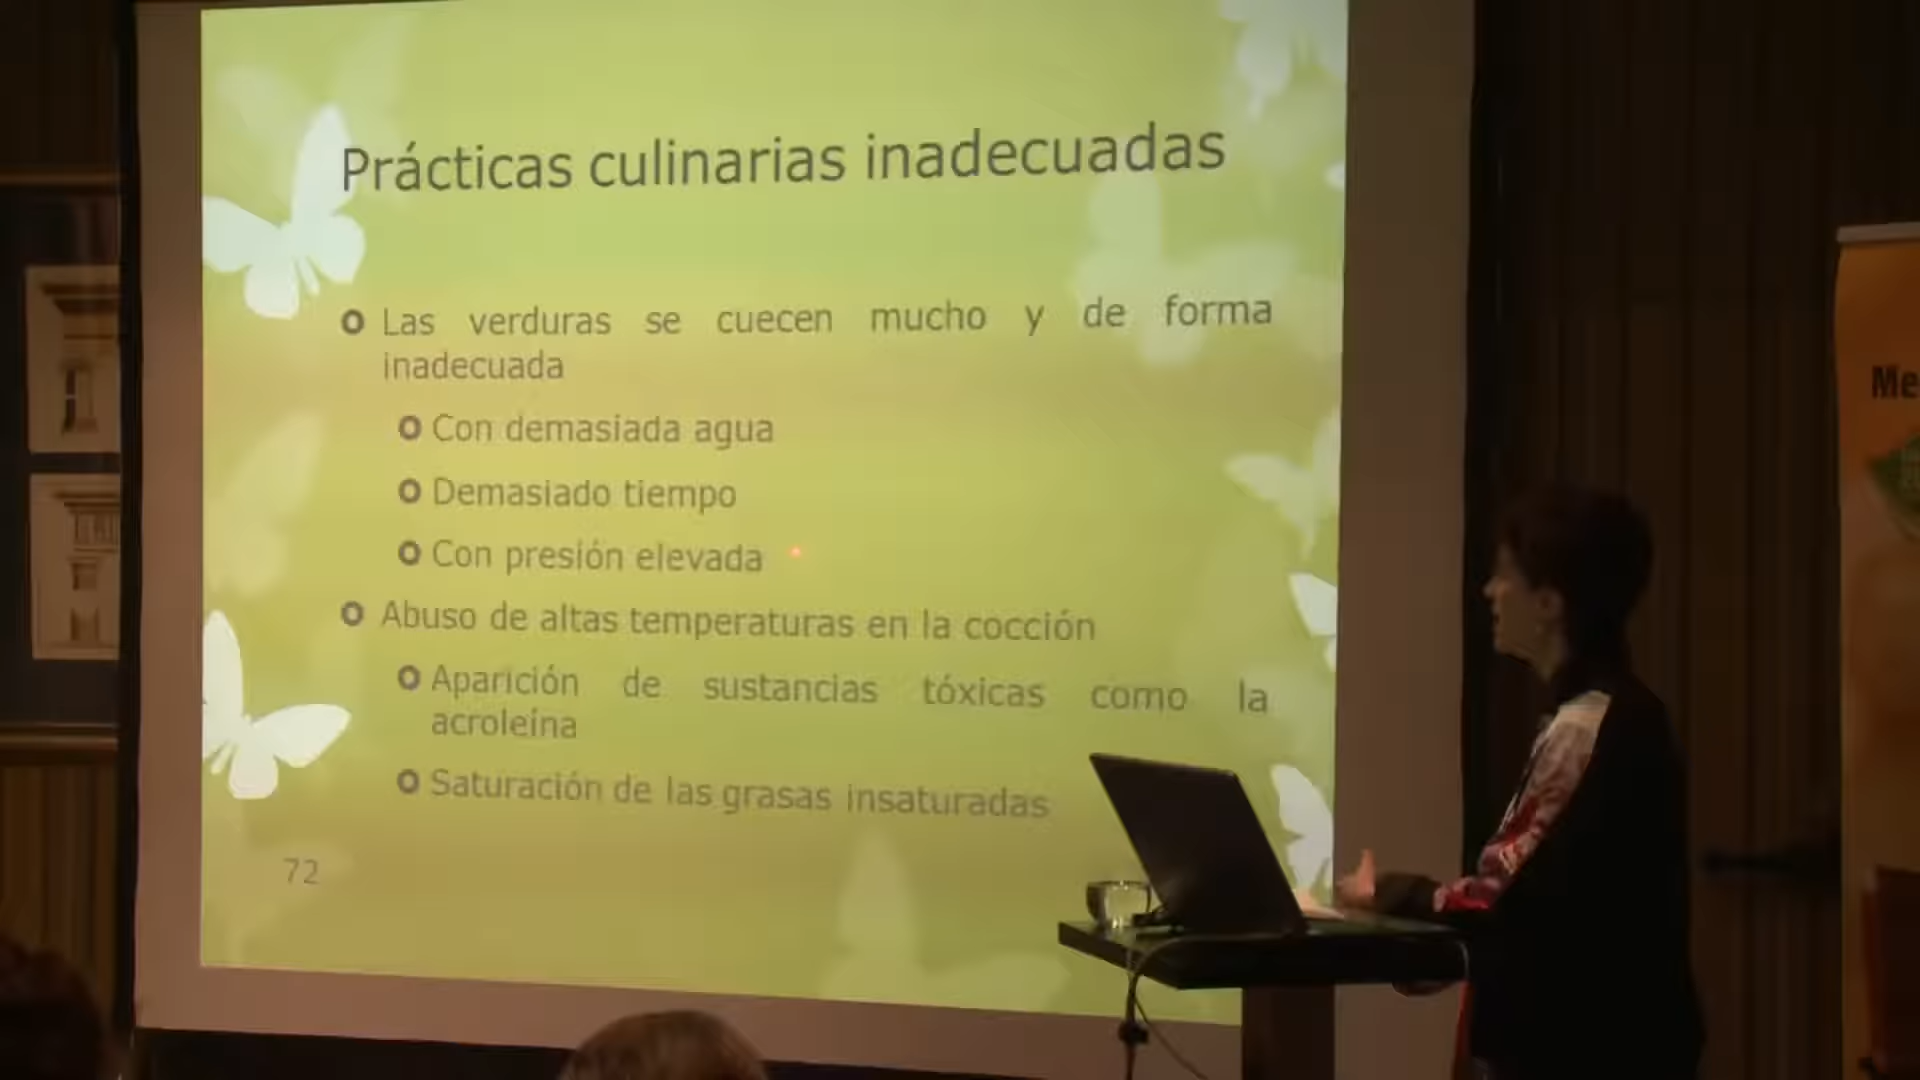 Prácticas culinarias inadecuadas
Las verduras se cuecen mucho y de forma
inadecuada
Con demasiada agua
Demasiado tiempo
Con presión elevada
Abuso de altas temperaturas en la cocción
Aparición de sustancias tóxicas como la
acroleína
Saturación de las grasas insaturadas
72
Me